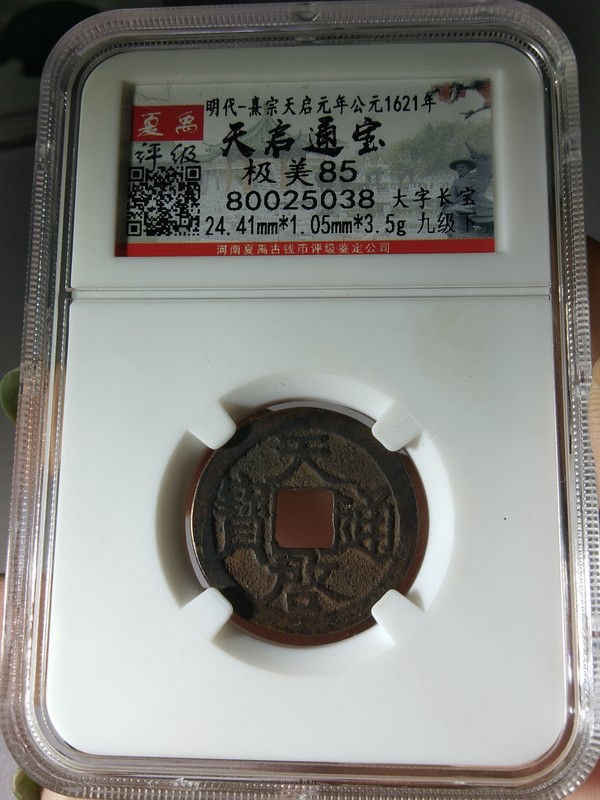 明代-熹宗天启元年公元1621年
夏禹
评级
天启通宝
极美85
80025038 大字长宝
24.41mm*1.05mm*3.5g 九级下
河南夏禹古钱币评级鉴定公司
天啟通寶